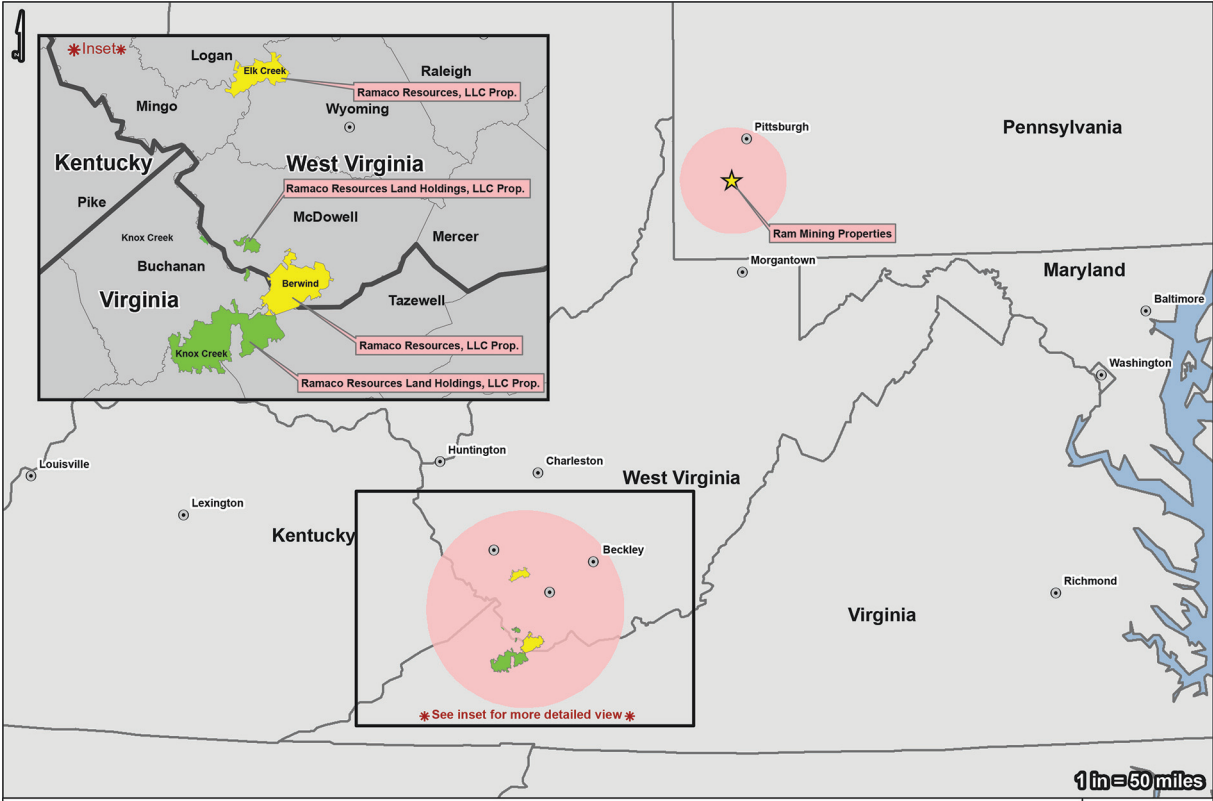 *Inset*
Logan
Elk Creek
Raleigh
Ramaco Resources, LLC Prop.
Mingo
Wyoming
Kentucky
West Virginia
Ramaco Resources Land Holdings, LLC Prop.
Pike
McDowell
Knox Creek
Mercer
Buchanan
Berwind
Virginia
Tazewell
Ramaco Resources, LLC Prop.
Knox Creek
Ramaco Resources Land Holdings, LLC Prop.
Pittsburgh
Pennsylvania
Ram Mining Properties
Morgantown
Maryland
Baltimore
Washington
Huntington
Louisville
Charleston
West Virginia
Lexington
Kentucky
Beckley
Richmond
Virginia
*See inset for more detailed view*
1 in = 50 miles